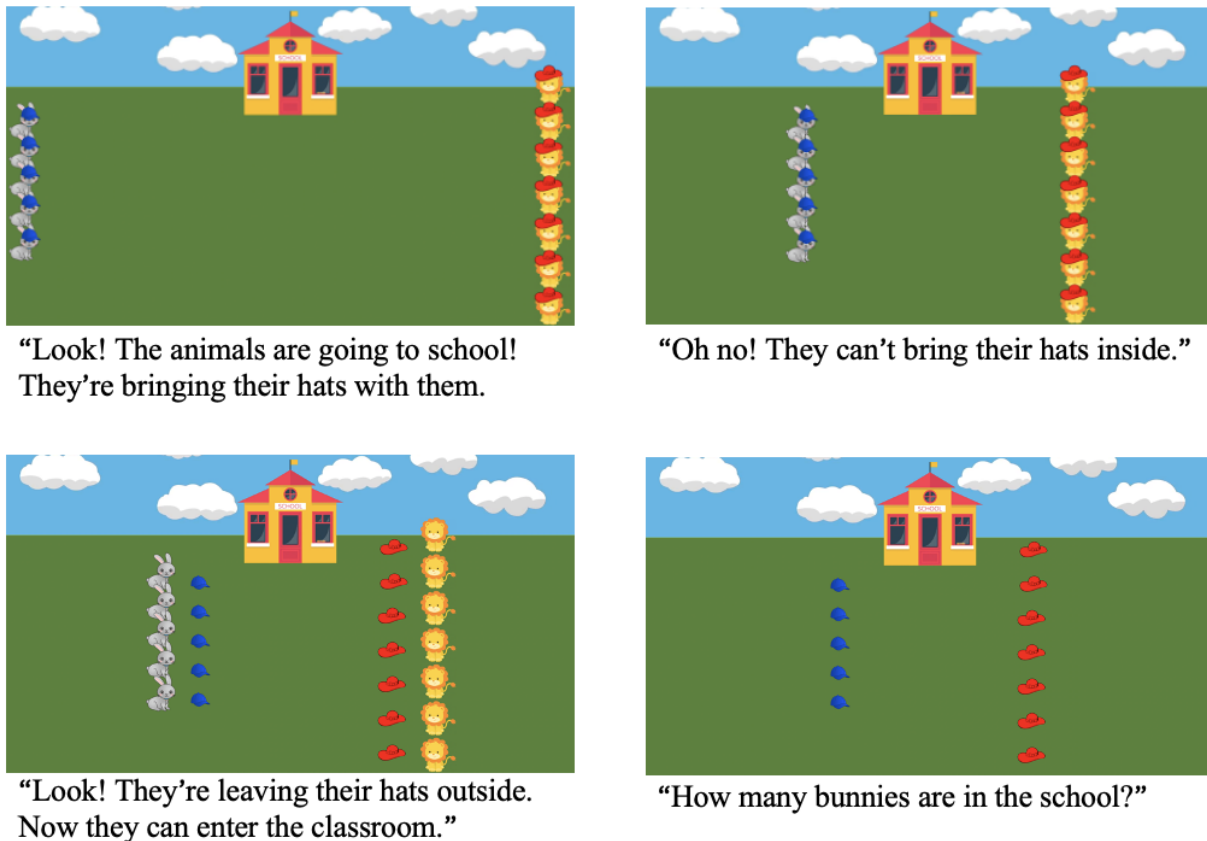 SCHOOL
SCHOOL
“Look! The animals are going to school!
They’re bringing their hats with them.
“Oh no! They can’t bring their hats inside.”
SCHOOL
SCHOOL
“Look! They’re leaving their hats outside.
Now they can enter the classroom.”
“How many bunnies are in the school?”